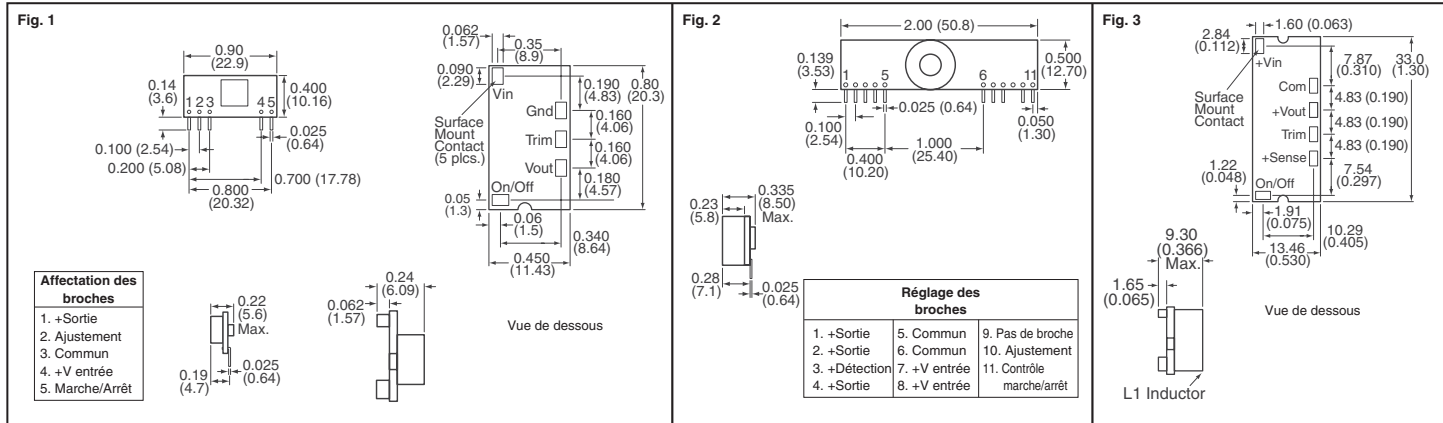 Fig. 1
0.90
(22.9)
0.14
(3.6)
0.400
(10.16)
1 2 3 4 5
0.025
(0.64)
0.100 (2.54)
0.200 (5.08)
0.700 (17.78)
0.800
(20.32)
0.062
(1.57)
0.35
(8.9)
0.090
(2.29)
Vin
0.190
(4.83)
0.80
(20.3)
Gnd
0.160
(4.06)
Surface
Mount
Contact
(5 plcs.)
Trim
0.160
(4.06)
Vout
0.180
(4.57)
On/Off
0.05
(1.3)
0.06
(1.5)
0.340
(8.64)
0.450
(11.43)
Affectation des
broches
1. +Sortie
2. Ajustement
3. Commun
4. +V entrée
5. Marche/Arrêt
0.22
(5.6)
Max.
0.19
(4.7)
0.025
(0.64)
0.24
(6.09)
0.062
(1.57)
Vue de dessous
Fig. 2
2.00 (50.8)
0.139
(3.53)
0.500
(12.70)
1 5 6 11
0.025 (0.64)
0.100
(2.54)
0.050
(1.30)
0.400
(10.20)
1.000
(25.40)
0.335
(8.50)
Max.
0.23
(5.8)
0.28
(7.1)
0.025
(0.64)
Réglage des
broches
1. +Sortie
2. +Sortie
3. +Détection
4. +Sortie
5. Commun
6. Commun
7. +V entrée
8. +V entrée
9. Pas de broche
10. Ajustement
11. Contrôle
marche/arrêt
Fig. 3
1.60 (0.063)
2.84
(0.112)
+Vin
7.87
(0.310)
33.0
(1.30)
Com
4.83 (0.190)
Surface
Mount
Contact
+Vout
4.83 (0.190)
Trim
4.83 (0.190)
+Sense
7.54
(0.297)
1.22
(0.048)
On/Off
1.91
(0.075)
10.29
(0.405)
13.46
(0.530)
9.30
(0.366)
Max.
1.65
(0.065)
Vue de dessous
L1 Inductor